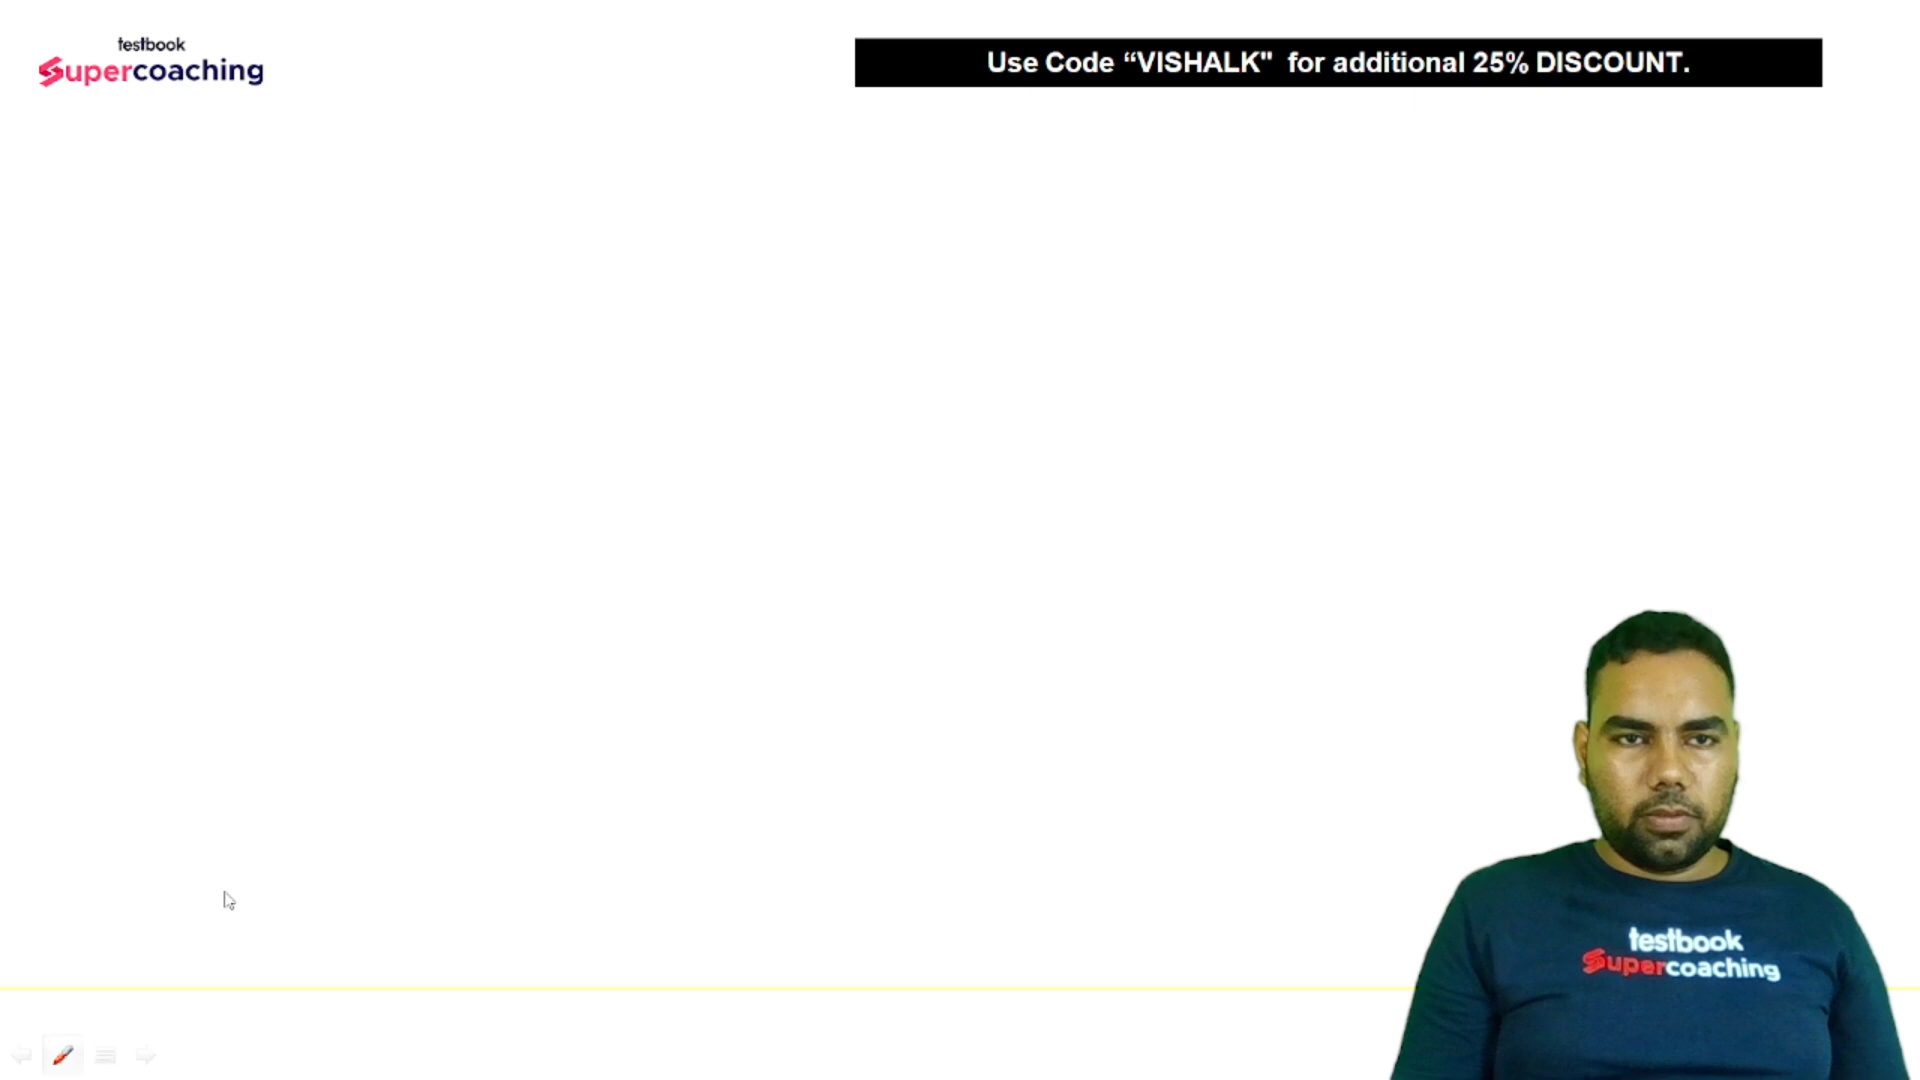 testbook
Supercoaching
Use Code “VISHALK" for additional 25% DISCOUNT.
testbook
Supercoaching